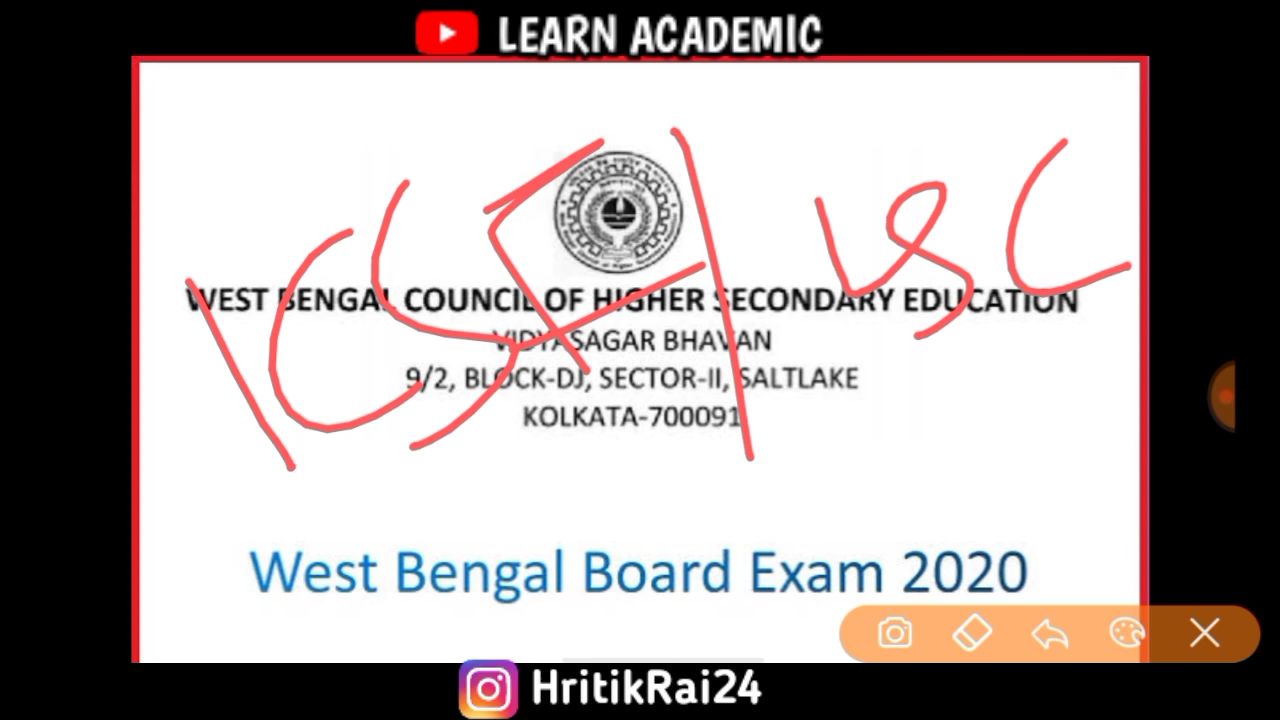 LEARN ACADEMIC
ICSE/ISC
WEST BENGAL COUNCIL OF HIGHER SECONDARY EDUCATION
VIDYASAGAR BHAVAN
9/2, BLOCK-DJ, SECTOR-II, SALTLAKE
KOLKATA-700091
West Bengal Board Exam 2020
HritikRai24